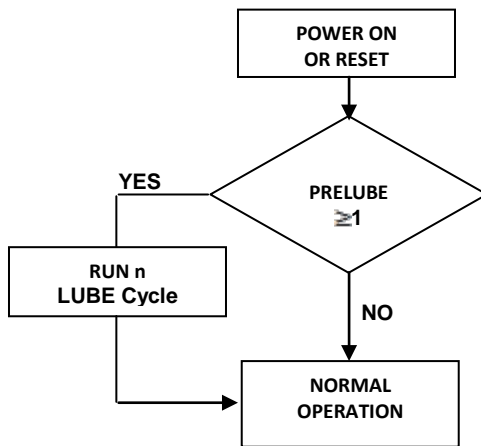 POWER ON
OR RESET
YES
PRELUBE
≥1
RUN n
LUBE Cycle
NO
NORMAL
OPERATION